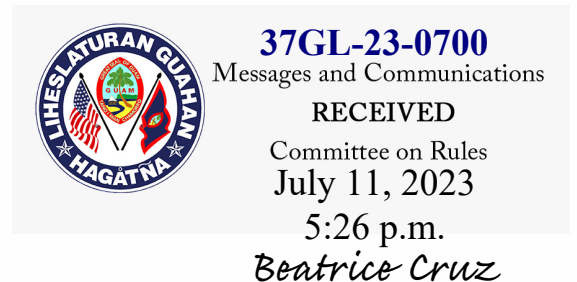 LIHESLATURAN GUAHAN
HAGÅTÑA
GUAM
37GL-23-0700
Messages and Communications
RECEIVED
Committee on Rules
July 11, 2023
5:26 p.m.
Beatrice Cruz